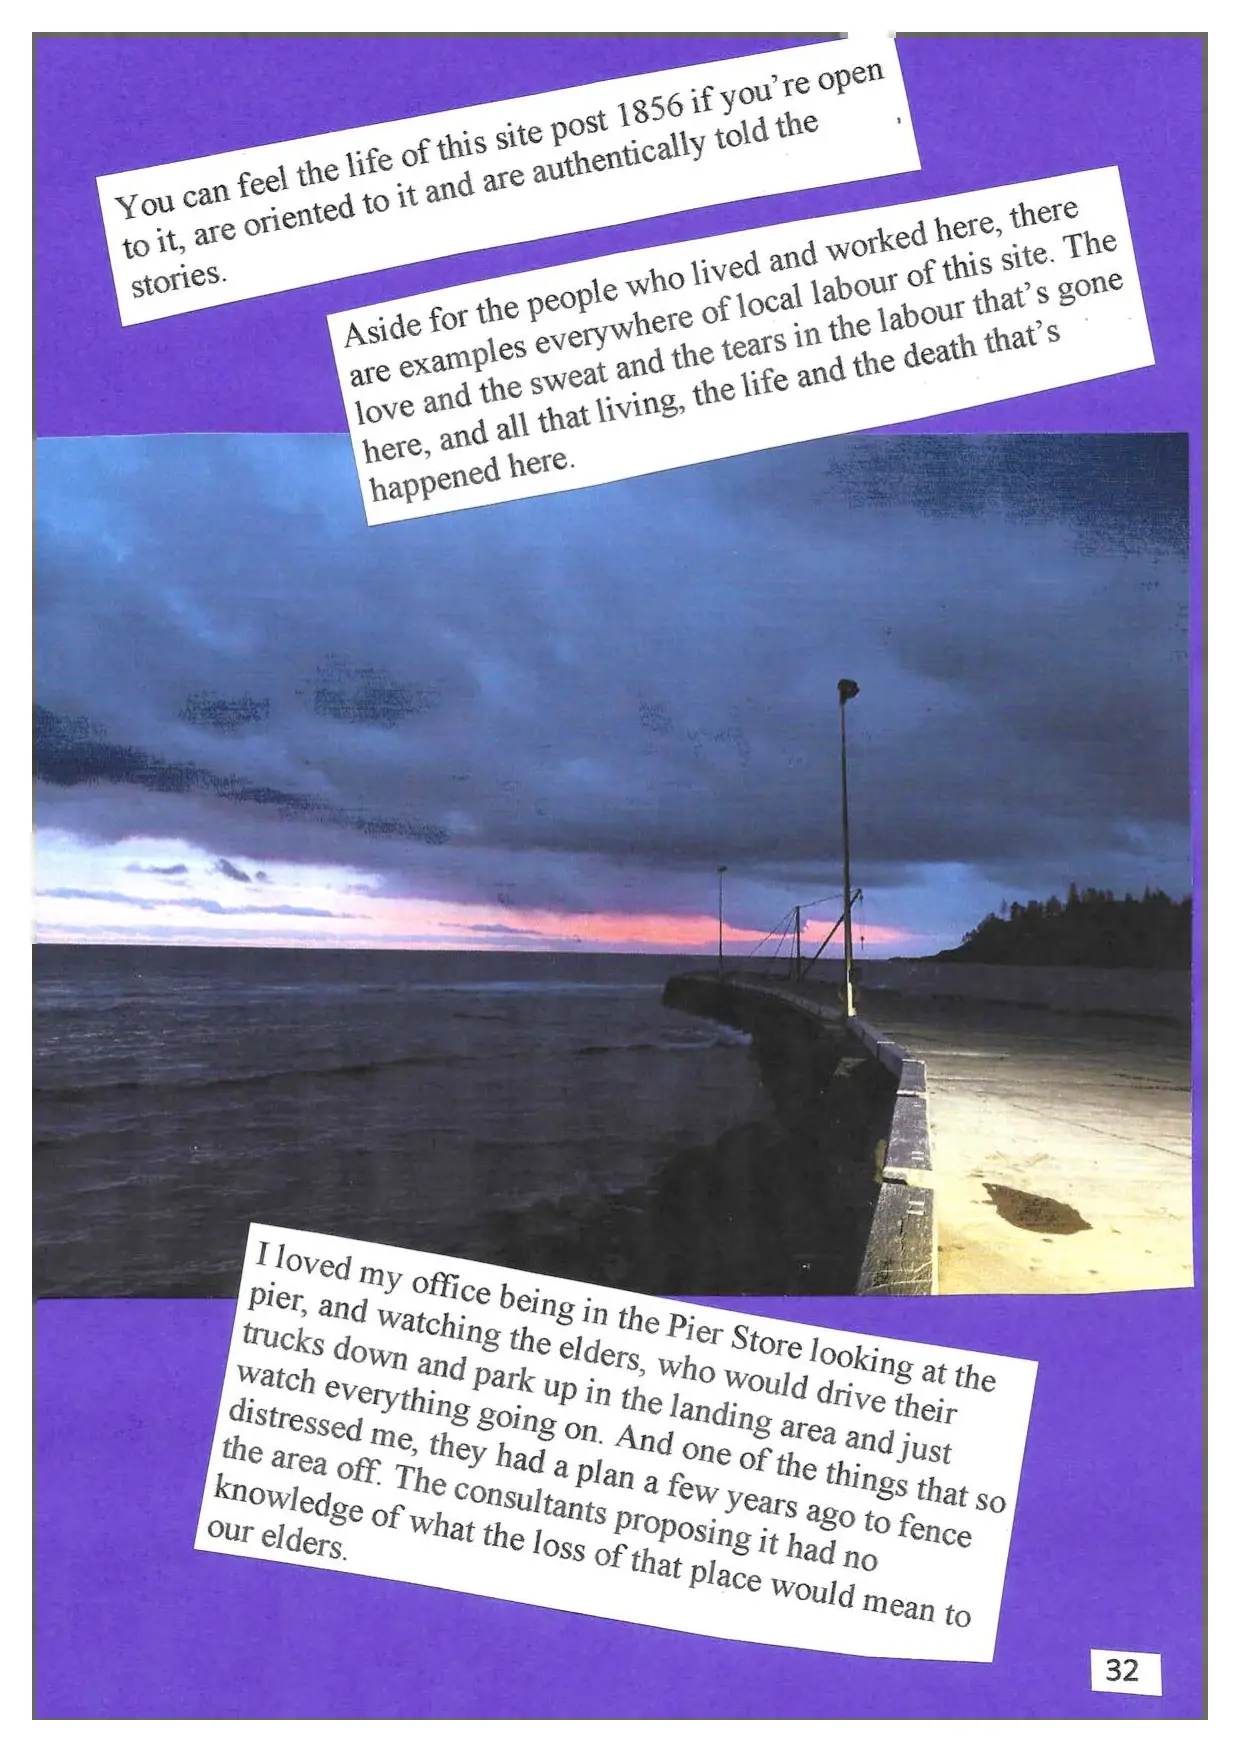 You can feel the life of this site post 1856 if you're open
to it, are oriented to it and are authentically told the
stories.
Aside for the people who lived and worked here, there
are examples everywhere of local labour of this site. The
love and the sweat and the tears in the labour that's gone
here, and all that living, the life and the death that's
happened here.
I loved my office being in the Pier Store looking at the
pier, and watching the elders, who would drive their
trucks down and park up in the landing area and just
watch everything going on. And one of the things that so
distressed me, they had a plan a few years ago to fence
the area off. The consultants proposing it had no
knowledge of what the loss of that place would mean to
our elders.
32